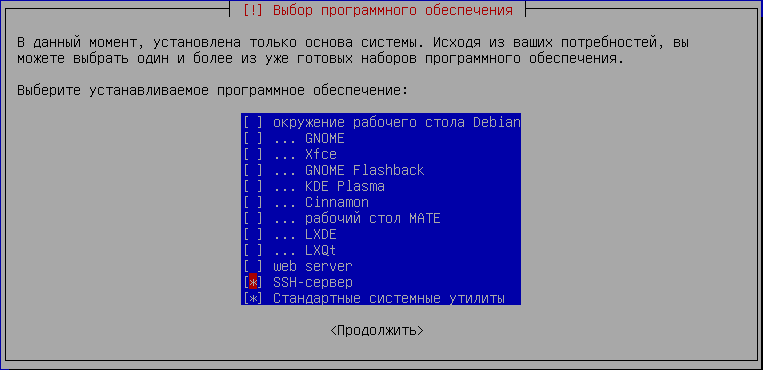 [!] Выбор программного обеспечения
В данный момент, установлена только основа системы. Исходя из ваших потребностей, вы
можете выбрать один и более из уже готовых наборов программного обеспечения.
Выберите устанавливаемое программное обеспечение:
[ ] окружение рабочего стола Debian
[ ] ... GNOME
[ ] ... Xfce
[ ] ... GNOME Flashback
[ ] ... KDE Plasma
[ ] ... Cinnamon
[ ] ... рабочий стол MATE
[ ] ... LXDE
[ ] ... LXQt
[ ] web server
[*] SSH-сервер
[*] Стандартные системные утилиты
<Продолжить>